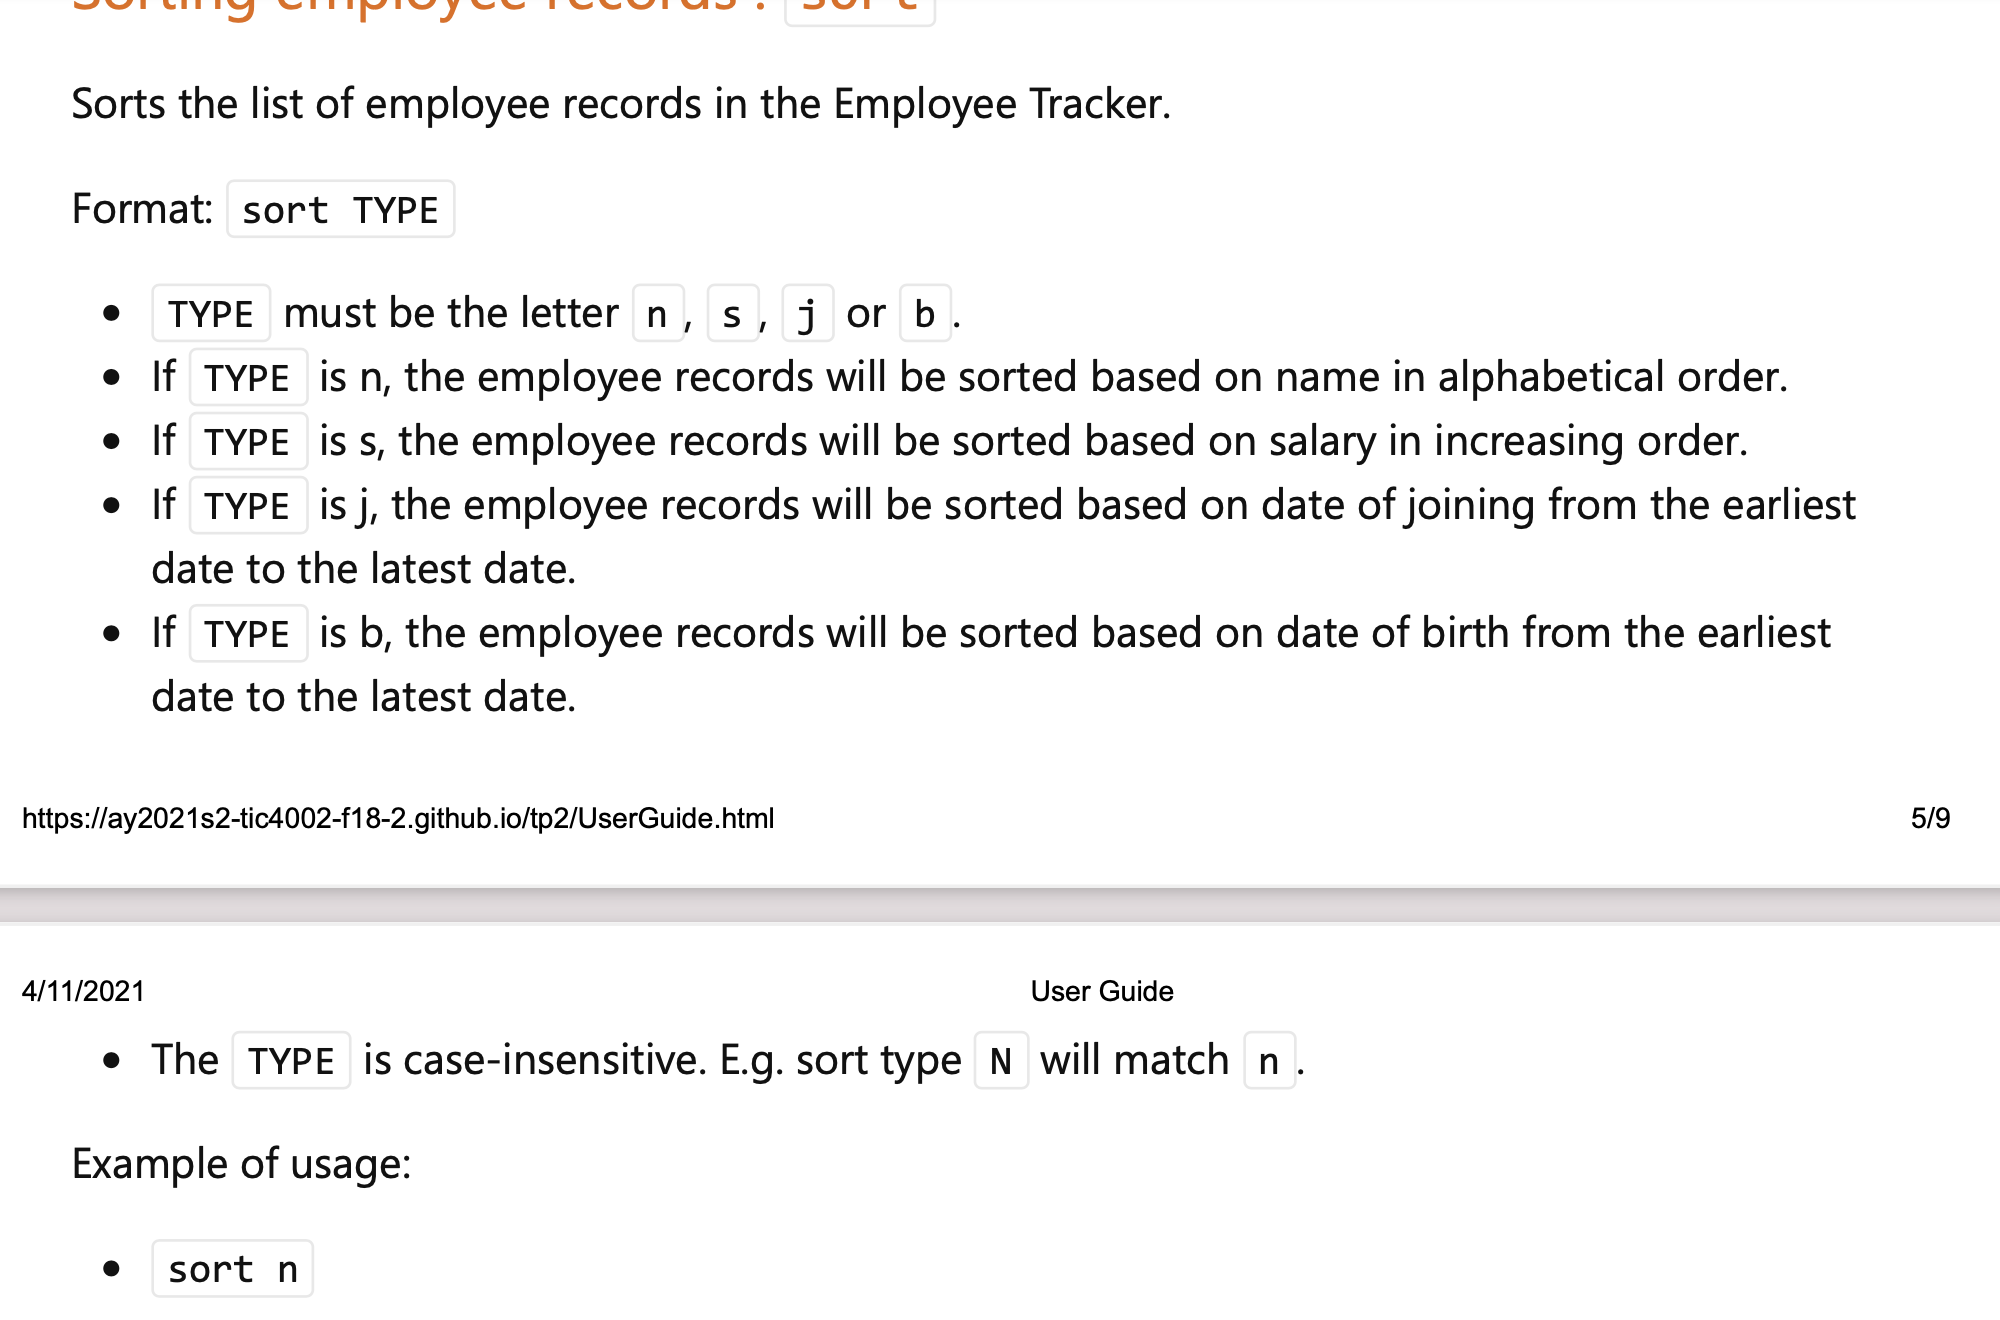 Sorting employee records : sort
Sorts the list of employee records in the Employee Tracker.
Format: sort TYPE
• TYPE must be the letter n, s, j or b.
• If TYPE is n, the employee records will be sorted based on name in alphabetical order.
• If TYPE is s, the employee records will be sorted based on salary in increasing order.
• If TYPE is j, the employee records will be sorted based on date of joining from the earliest
date to the latest date.
• If TYPE is b, the employee records will be sorted based on date of birth from the earliest
date to the latest date.
https://ay2021s2-tic4002-f18-2.github.io/tp2/UserGuide.html 5/9
4/11/2021 User Guide
• The TYPE is case-insensitive. E.g. sort type N will match n.
Example of usage:
• sort n